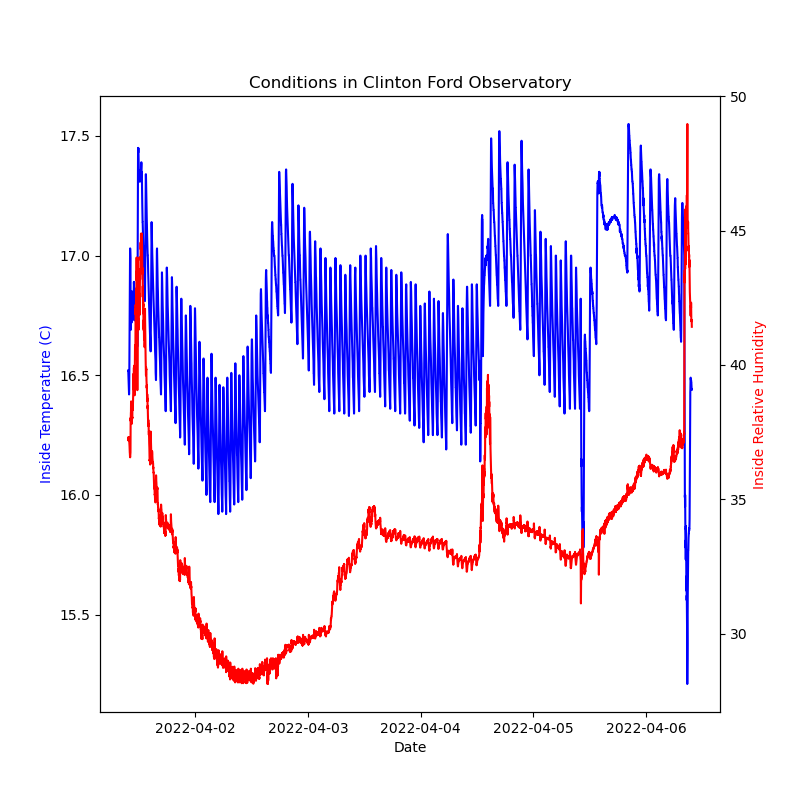 Conditions in Clinton Ford Observatory
Inside Temperature (C)
17.5
17.0
16.5
16.0
15.5
50
45
40
35
30
Inside Relative Humidity
2022-04-02 2022-04-03 2022-04-04 2022-04-05 2022-04-06
Date